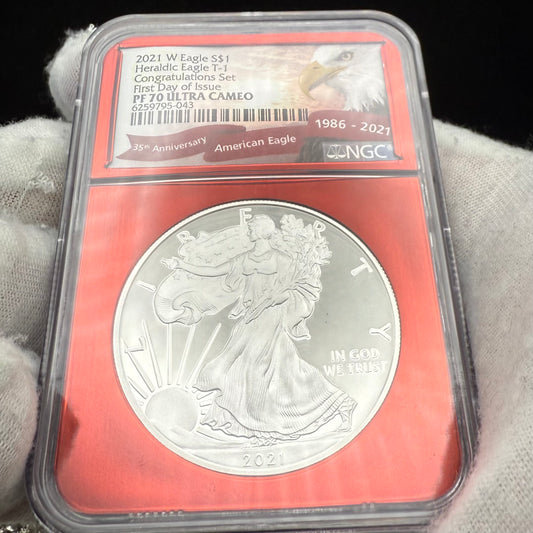 2021 W Eagle S$1
Heraldic Eagle T-1
Congratulations Set
First Day of Issue
PF 70 ULTRA CAMEO
6259795-043
1986 - 2021
35th Anniversary American Eagle
NGC
LIBERTY
IN GOD
WE TRUST
2021